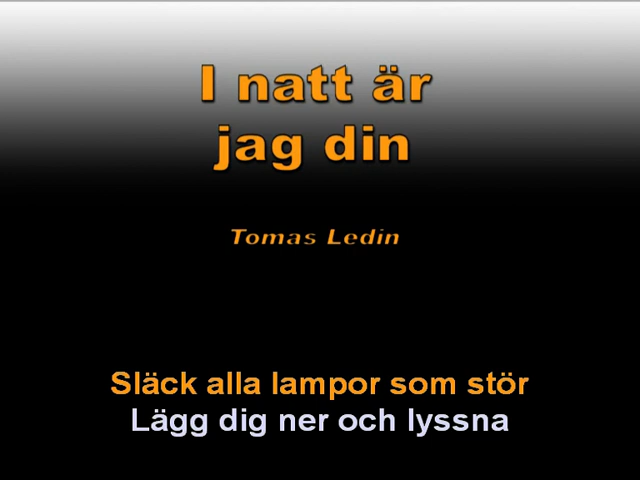 I natt är
jag din
Tomas Ledin
Släck alla lampor som stör
Lägg dig ner och lyssna